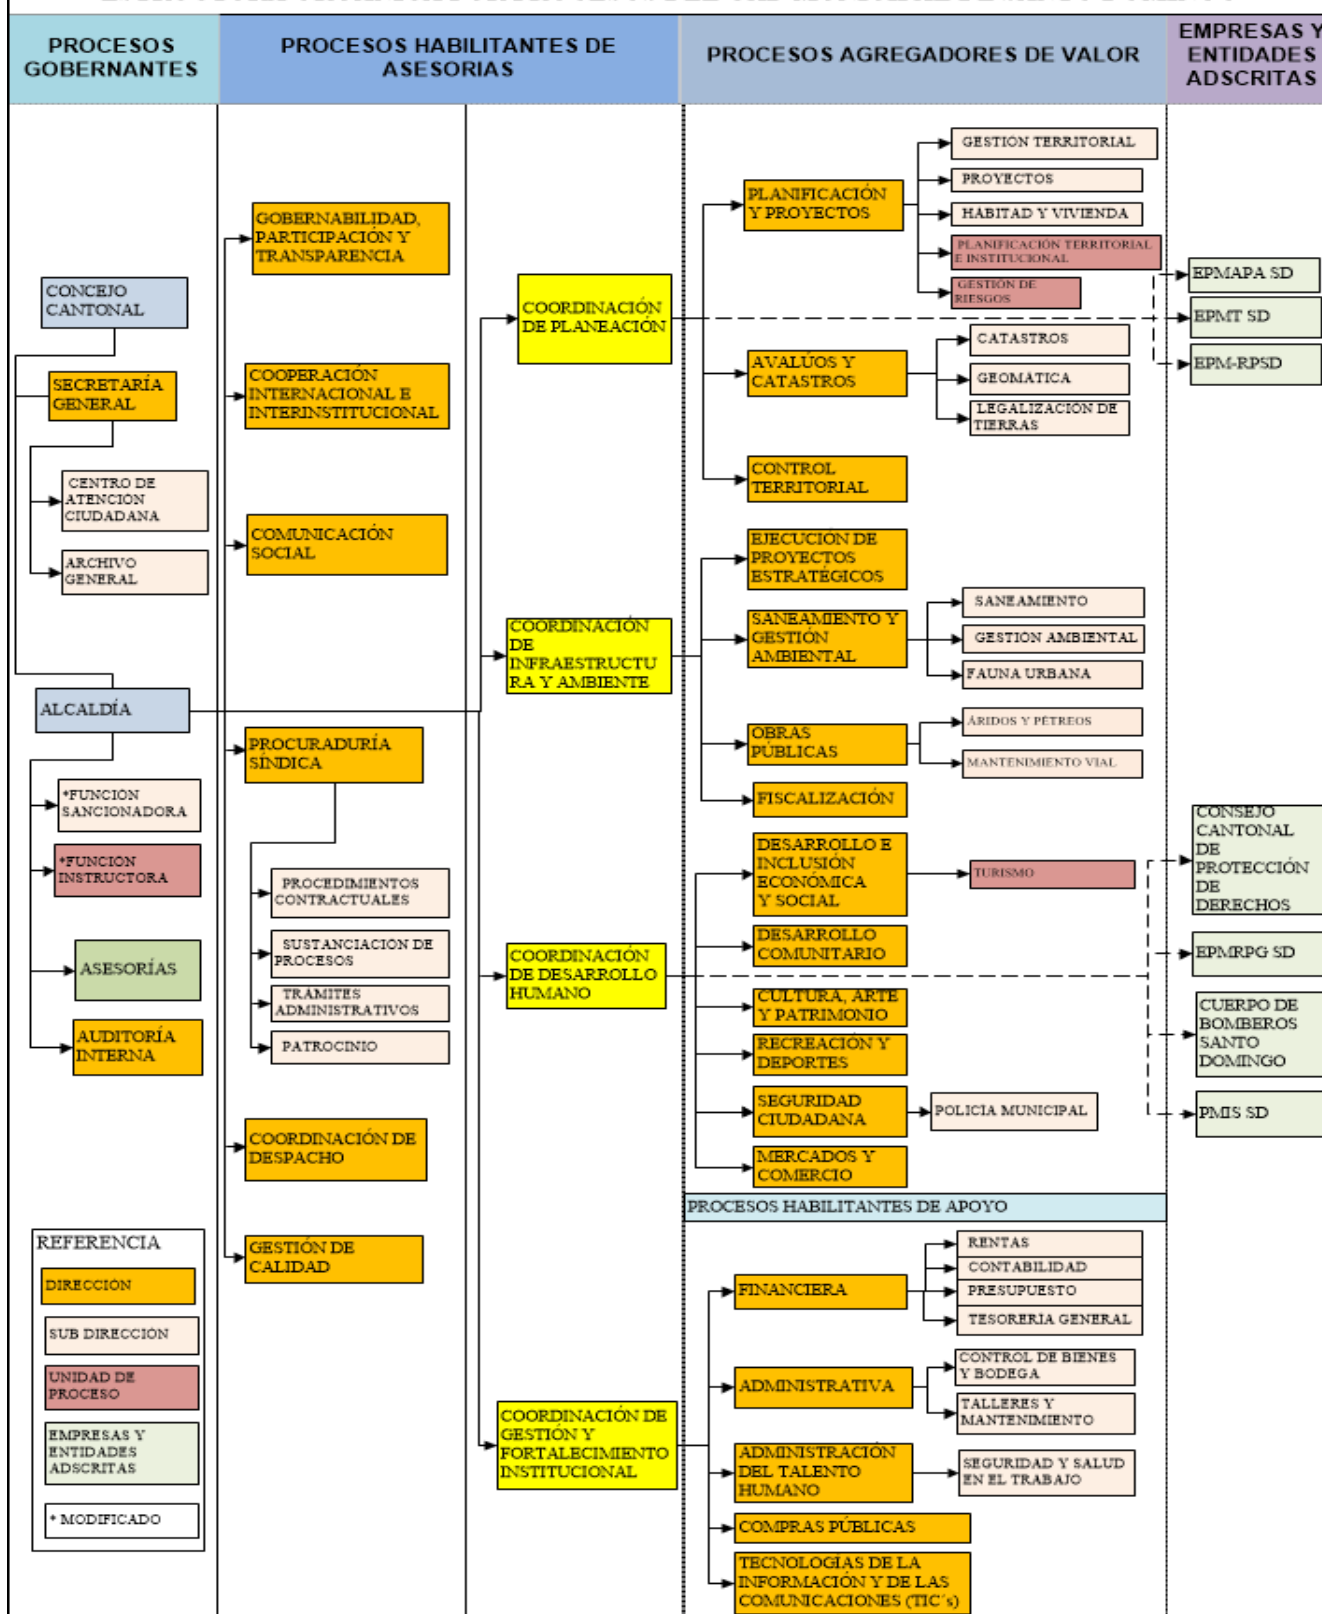 PROCESOS
GOBERNANTES
PROCESOS HABILITANTES DE
ASESORIAS
PROCESOS AGREGADORES DE VALOR
EMPRESAS Y
ENTIDADES
ADSCRITAS
CONCEJO
CANTONAL
SECRETARÍA
GENERAL
CENTRO DE
ATENCIÓN
CIUDADANA
ARCHIVO
GENERAL
ALCALDÍA
*FUNCIÓN
SANCIONADORA
*FUNCIÓN
INSTRUCTORA
ASESORÍAS
AUDITORÍA
INTERNA
REFERENCIA
DIRECCIÓN
SUB DIRECCIÓN
UNIDAD DE
PROCESO
EMPRESAS Y
ENTIDADES
ADSCRITAS
* MODIFICADO
GOBERNABILIDAD,
PARTICIPACIÓN Y
TRANSPARENCIA
COOPERACIÓN
INTERNACIONAL E
INTERINSTITUCIONAL
COMUNICACIÓN
SOCIAL
PROCURADURÍA
SÍNDICA
PROCEDIMIENTOS
CONTRACTUALES
SUSTANCIACIÓN DE
PROCESOS
TRÁMITES
ADMINISTRATIVOS
PATROCINIO
COORDINACIÓN DE
DESPACHO
GESTIÓN DE
CALIDAD
COORDINACIÓN
DE PLANEACIÓN
COORDINACIÓN
DE
INFRAESTRUCTU
RA Y AMBIENTE
COORDINACIÓN
DE DESARROLLO
HUMANO
COORDINACIÓN DE
GESTIÓN Y
FORTALECIMIENTO
INSTITUCIONAL
PLANIFICACIÓN
Y PROYECTOS
GESTIÓN TERRITORIAL
PROYECTOS
HABITAD Y VIVIENDA
PLANIFICACIÓN TERRITORIAL
E INSTITUCIONAL
GESTIÓN DE
RIESGOS
AVALÚOS Y
CATASTROS
CATASTROS
GEOMÁTICA
LEGALIZACIÓN DE
TIERRAS
CONTROL
TERRITORIAL
EJECUCIÓN DE
PROYECTOS
ESTRATÉGICOS
SANEAMIENTO Y
GESTIÓN
AMBIENTAL
SANEAMIENTO
GESTIÓN AMBIENTAL
FAUNA URBANA
OBRAS
PÚBLICAS
ÁRIDOS Y PÉTREOS
MANTENIMIENTO VIAL
FISCALIZACIÓN
DESARROLLO E
INCLUSIÓN
ECONÓMICA
Y SOCIAL
TURISMO
DESARROLLO
COMUNITARIO
CULTURA, ARTE
Y PATRIMONIO
RECREACIÓN Y
DEPORTES
SEGURIDAD
CIUDADANA
POLICÍA MUNICIPAL
MERCADOS Y
COMERCIO
PROCESOS HABILITANTES DE APOYO
FINANCIERA
RENTAS
CONTABILIDAD
PRESUPUESTO
TESORERÍA GENERAL
ADMINISTRATIVA
CONTROL DE BIENES
Y BODEGA
TALLERES Y
MANTENIMIENTO
ADMINISTRACIÓN
DEL TALENTO
HUMANO
SEGURIDAD Y SALUD
EN EL TRABAJO
COMPRAS PÚBLICAS
TECNOLOGÍAS DE LA
INFORMACIÓN Y DE LAS
COMUNICACIONES (TIC´s)
EPMAPA SD
EPMT SD
EPM-RPSD
CONSEJO
CANTONAL
DE
PROTECCIÓN
DE
DERECHOS
EPMRPG SD
CUERPO DE
BOMBEROS
SANTO
DOMINGO
PMIS SD